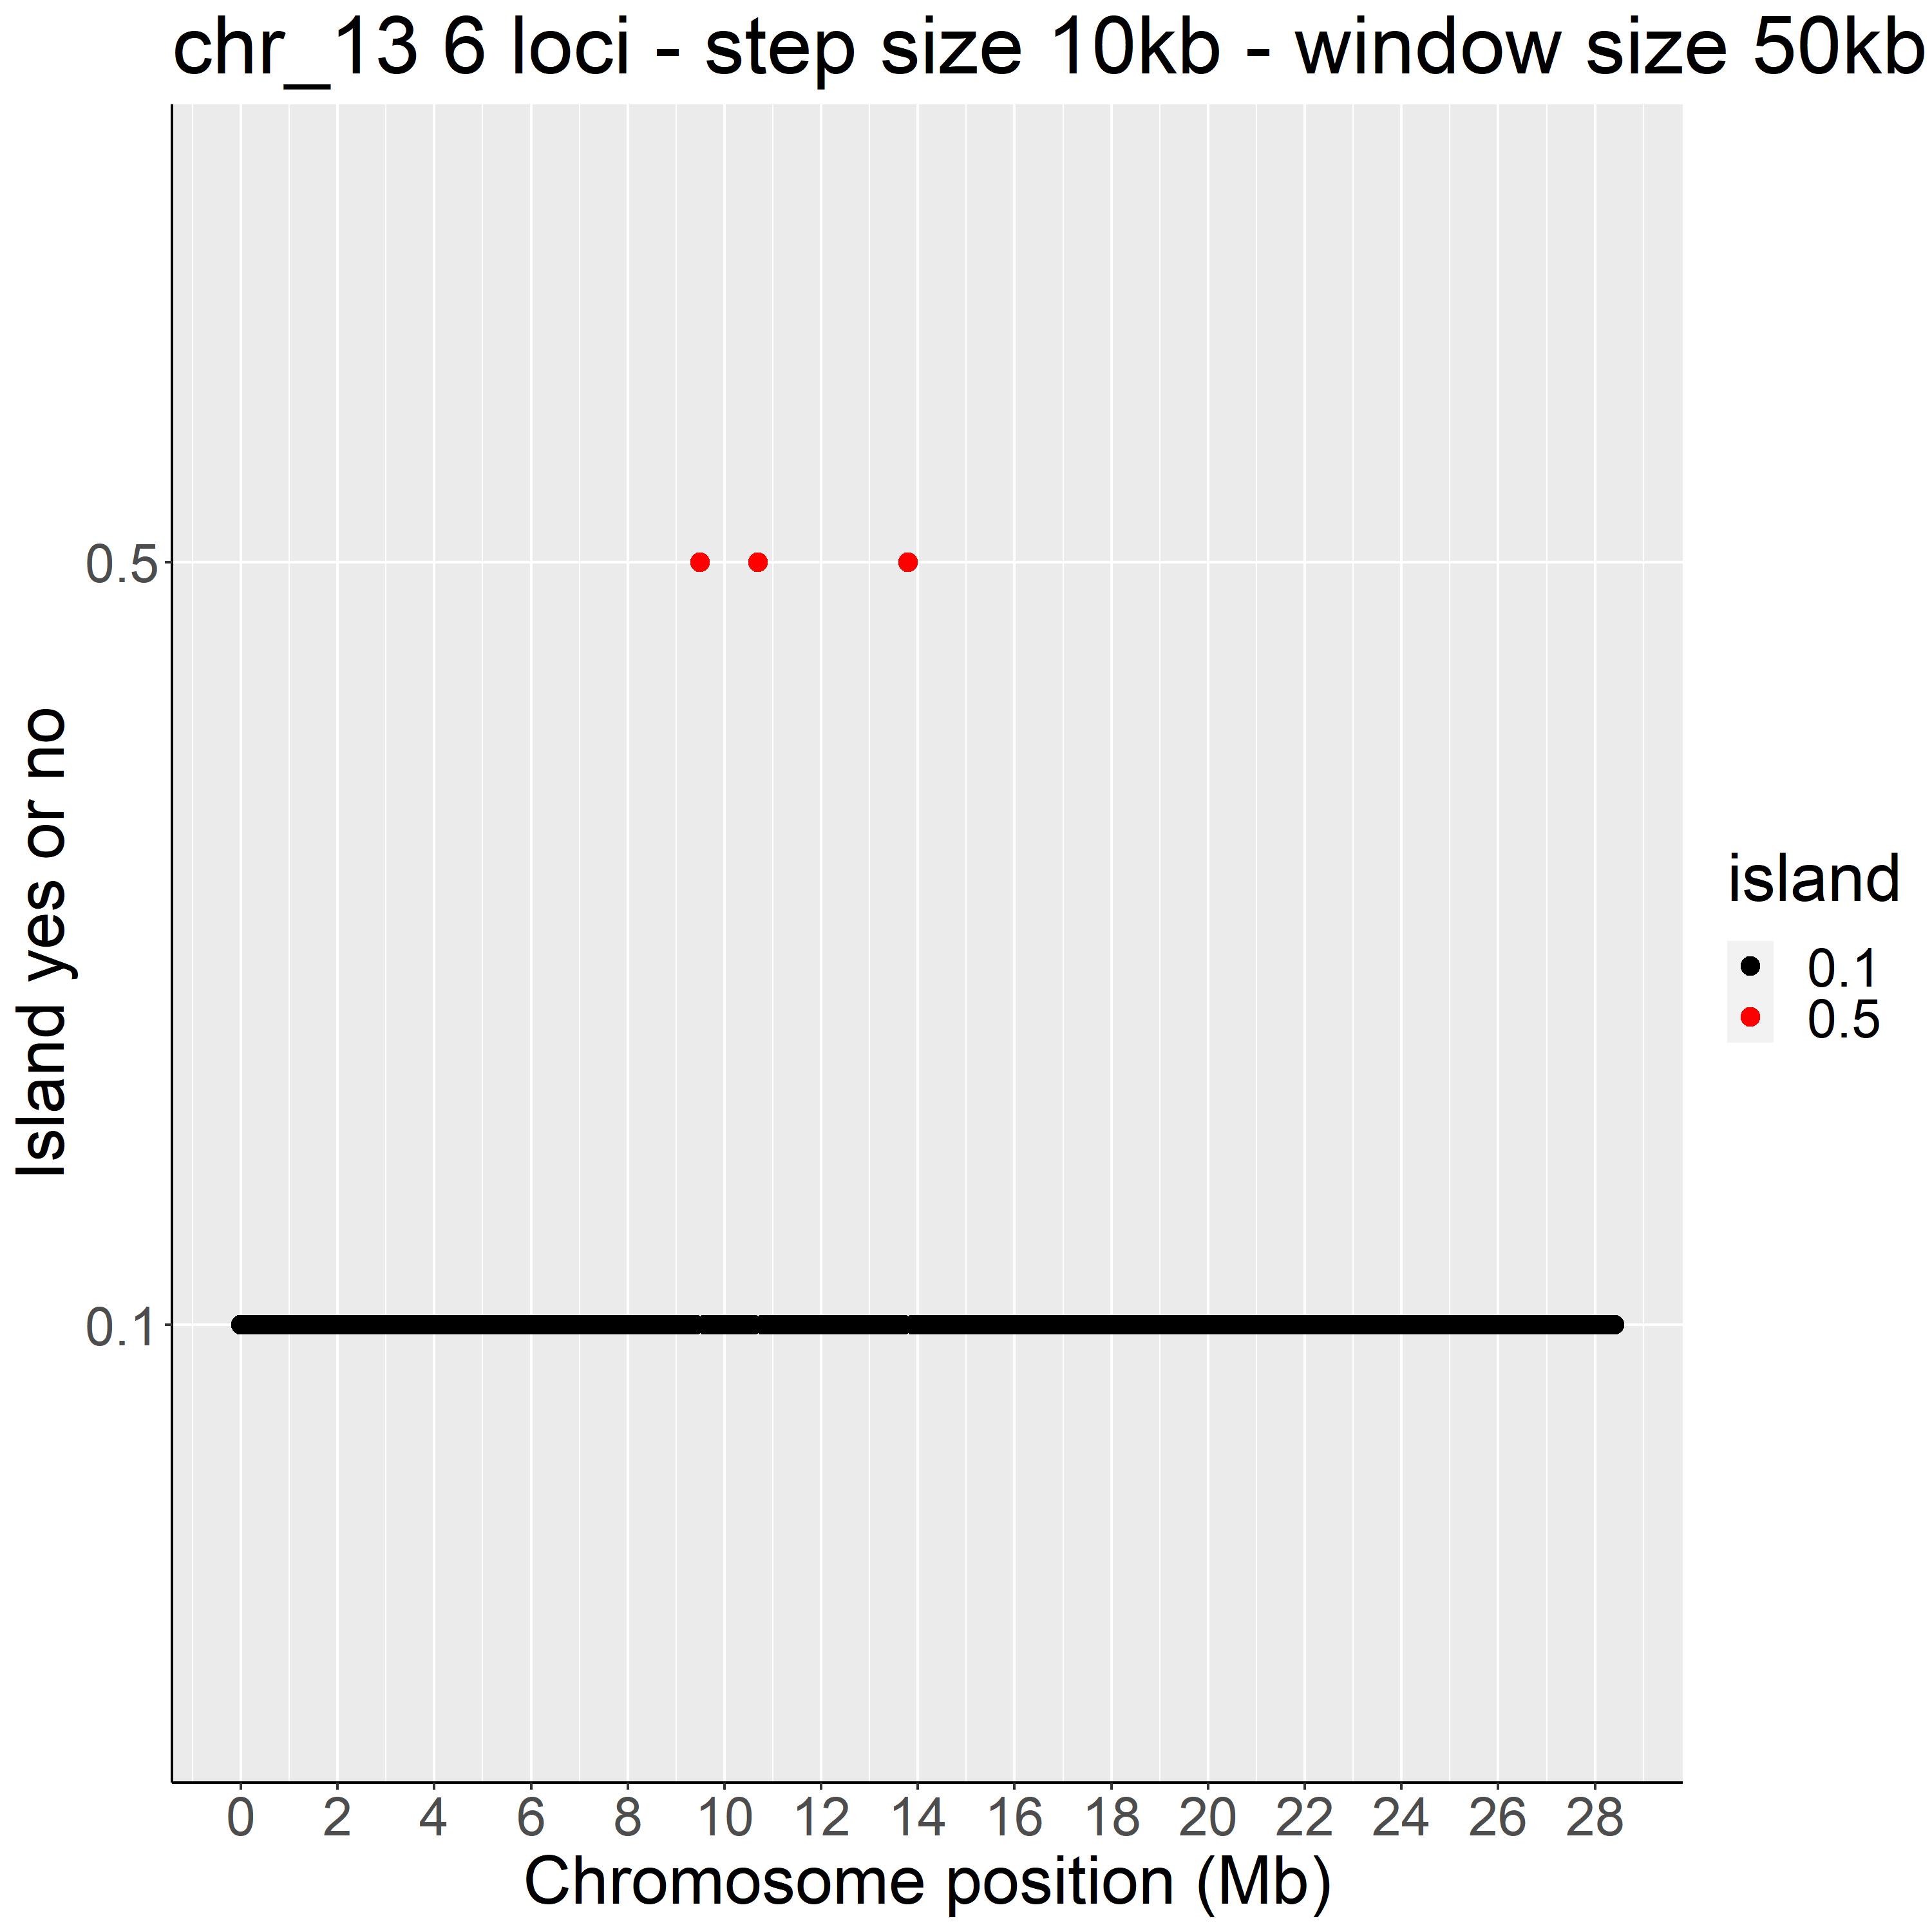 chr_13 6 loci - step size 10kb - window size 50kb
Island yes or no
0.5
0.1
island
0.1
0.5
0 2 4 6 8 10 12 14 16 18 20 22 24 26 28
Chromosome position (Mb)